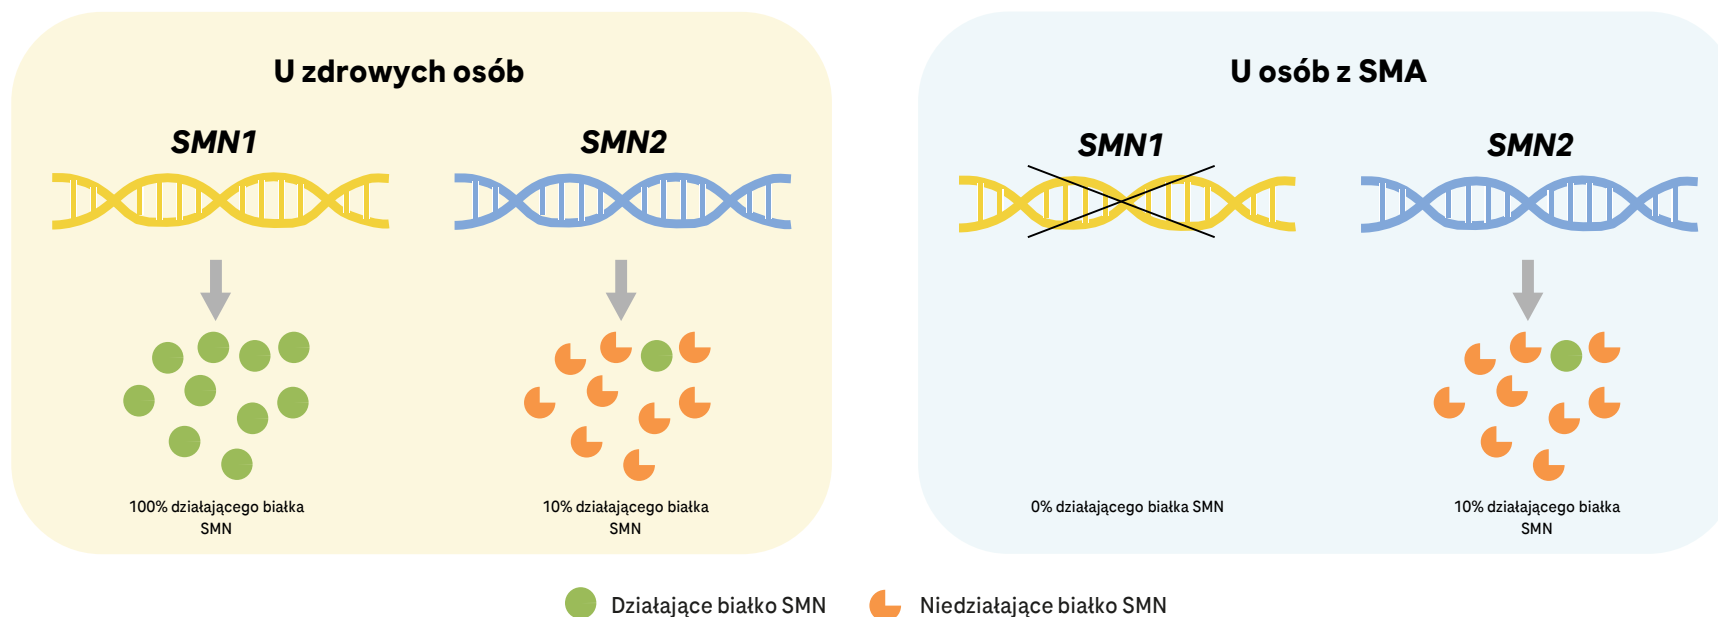 U zdrowych osób
SMN1
SMN2
100% działającego białka
SMN
10% działającego białka
SMN
U osób z SMA
SMN1
SMN2
0% działającego białka SMN
10% działającego białka
SMN
Działające białko SMN
Niedziałające białko SMN